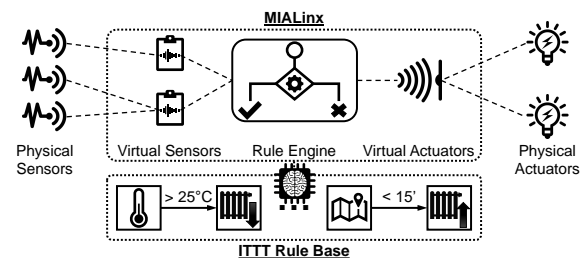 MIALinx
Physical
Sensors
Virtual Sensors
Rule Engine
Virtual Actuators
Physical
Actuators
> 25°C
< 15'
ITTT Rule Base